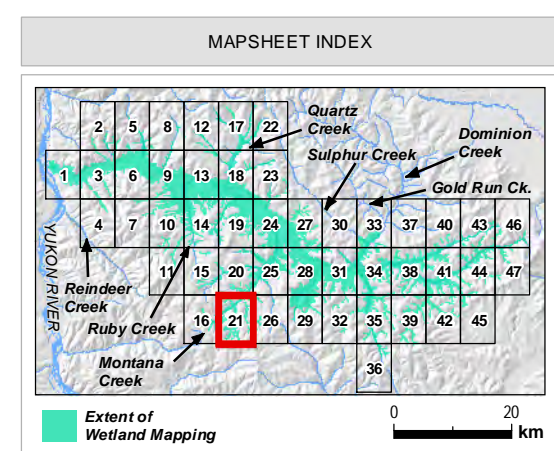 MAPSHEET INDEX
Quartz
Creek
Dominion
Creek
Sulphur Creek
Gold Run Ck.
2 5 8 12 17 22
1 3 6 9 13 18 23
4 7 10 14 19 24 27 30 33 37 40 43 46
11 15 20 25 28 31 34 38 41 44 47
16 21 26 29 32 35 39 42 45
36
YUKON RIVER
Reindeer
Creek
Ruby Creek
Montana
Creek
Extent of
Wetland Mapping
0 20
km